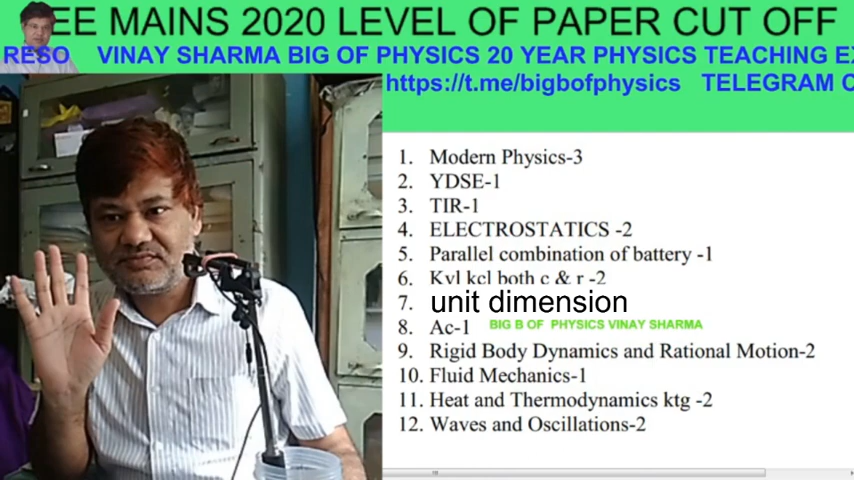 EE MAINS 2020 LEVEL OF PAPER CUT OFF
RESO VINAY SHARMA BIG OF PHYSICS 20 YEAR PHYSICS TEACHING EX
https://t.me/bigbofphysics TELEGRAM C
1. Modern Physics-3
2. YDSE-1
3. TIR-1
4. ELECTROSTATICS -2
5. Parallel combination of battery -1
6. Kvl kcl both c & r -2
7. unit dimension
8. Ac-1 BIG B OF PHYSICS VINAY SHARMA
9. Rigid Body Dynamics and Rational Motion-2
10. Fluid Mechanics-1
11. Heat and Thermodynamics ktg -2
12. Waves and Oscillations-2